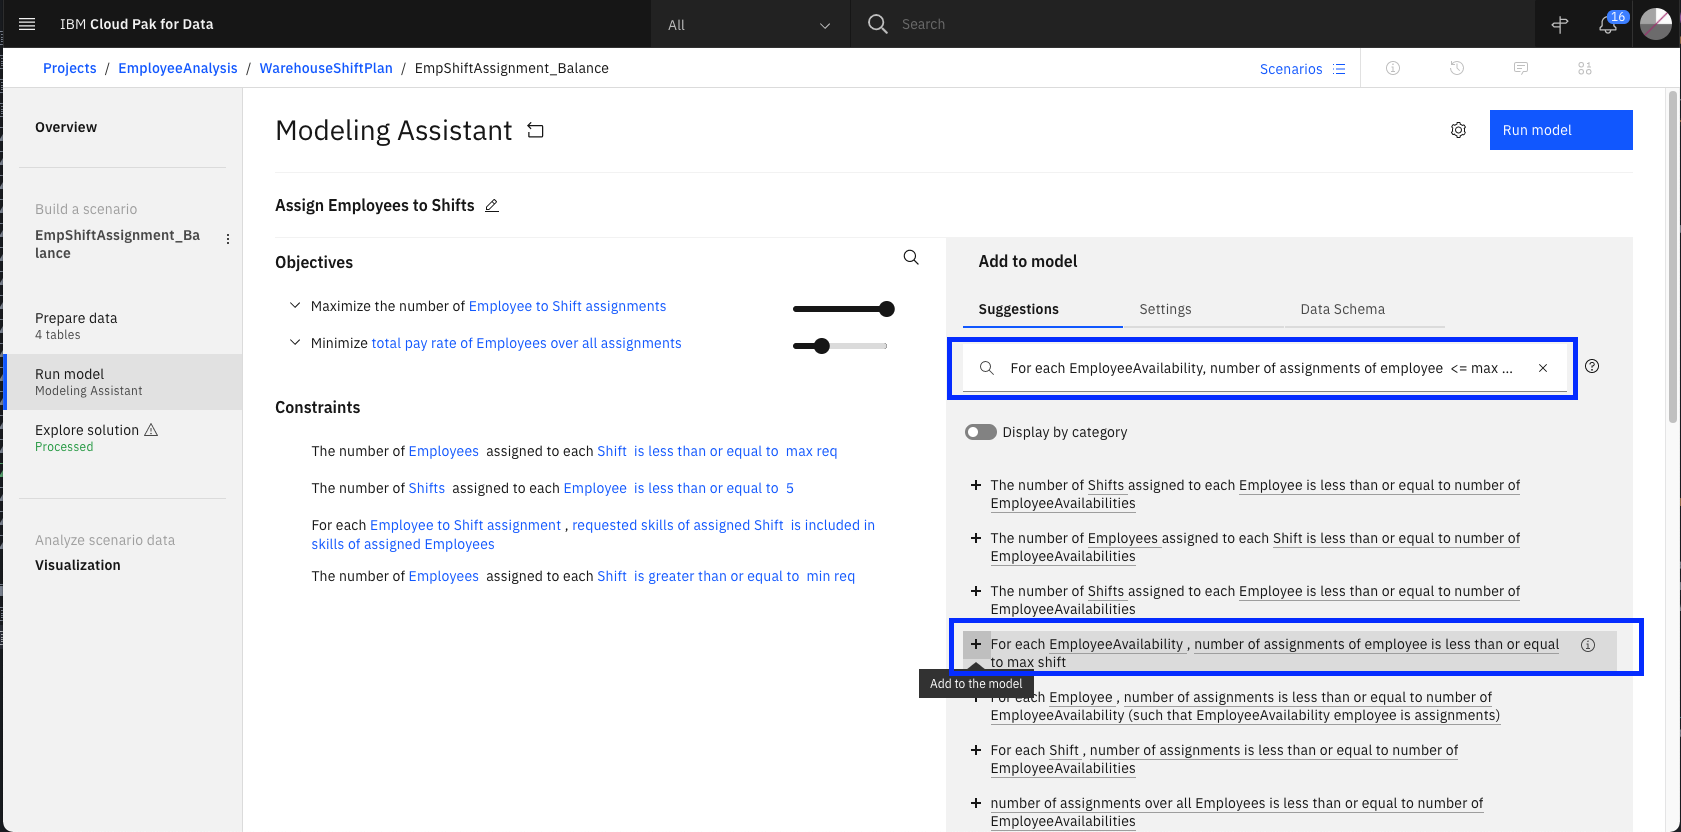 IBM Cloud Pak for Data
All
Search
16
Projects / EmployeeAnalysis / WarehouseShiftPlan / EmpShiftAssignment_Balance
Scenarios
Overview
Build a scenario
EmpShiftAssignment_Ba
lance
Prepare data
4 tables
Run model
Modeling Assistant
Explore solution
Processed
Analyze scenario data
Visualization
Modeling Assistant
Run model
Assign Employees to Shifts
Objectives
Maximize the number of Employee to Shift assignments
Minimize total pay rate of Employees over all assignments
Constraints
The number of Employees assigned to each Shift is less than or equal to max req
The number of Shifts assigned to each Employee is less than or equal to 5
For each Employee to Shift assignment , requested skills of assigned Shift is included in
skills of assigned Employees
The number of Employees assigned to each Shift is greater than or equal to min req
Add to model
Suggestions
Settings
Data Schema
For each EmployeeAvailability, number of assignments of employee <= max ...
Display by category
The number of Shifts assigned to each Employee is less than or equal to number of
EmployeeAvailabilities
The number of Employees assigned to each Shift is less than or equal to number of
EmployeeAvailabilities
The number of Shifts assigned to each Employee is less than or equal to number of
EmployeeAvailabilities
For each EmployeeAvailability , number of assignments of employee is less than or equal
to max shift
Add to the model
For each Employee , number of assignments is less than or equal to number of
EmployeeAvailability (such that EmployeeAvailability employee is assignments)
For each Shift , number of assignments is less than or equal to number of
EmployeeAvailabilities
number of assignments over all Employees is less than or equal to number of
EmployeeAvailabilities